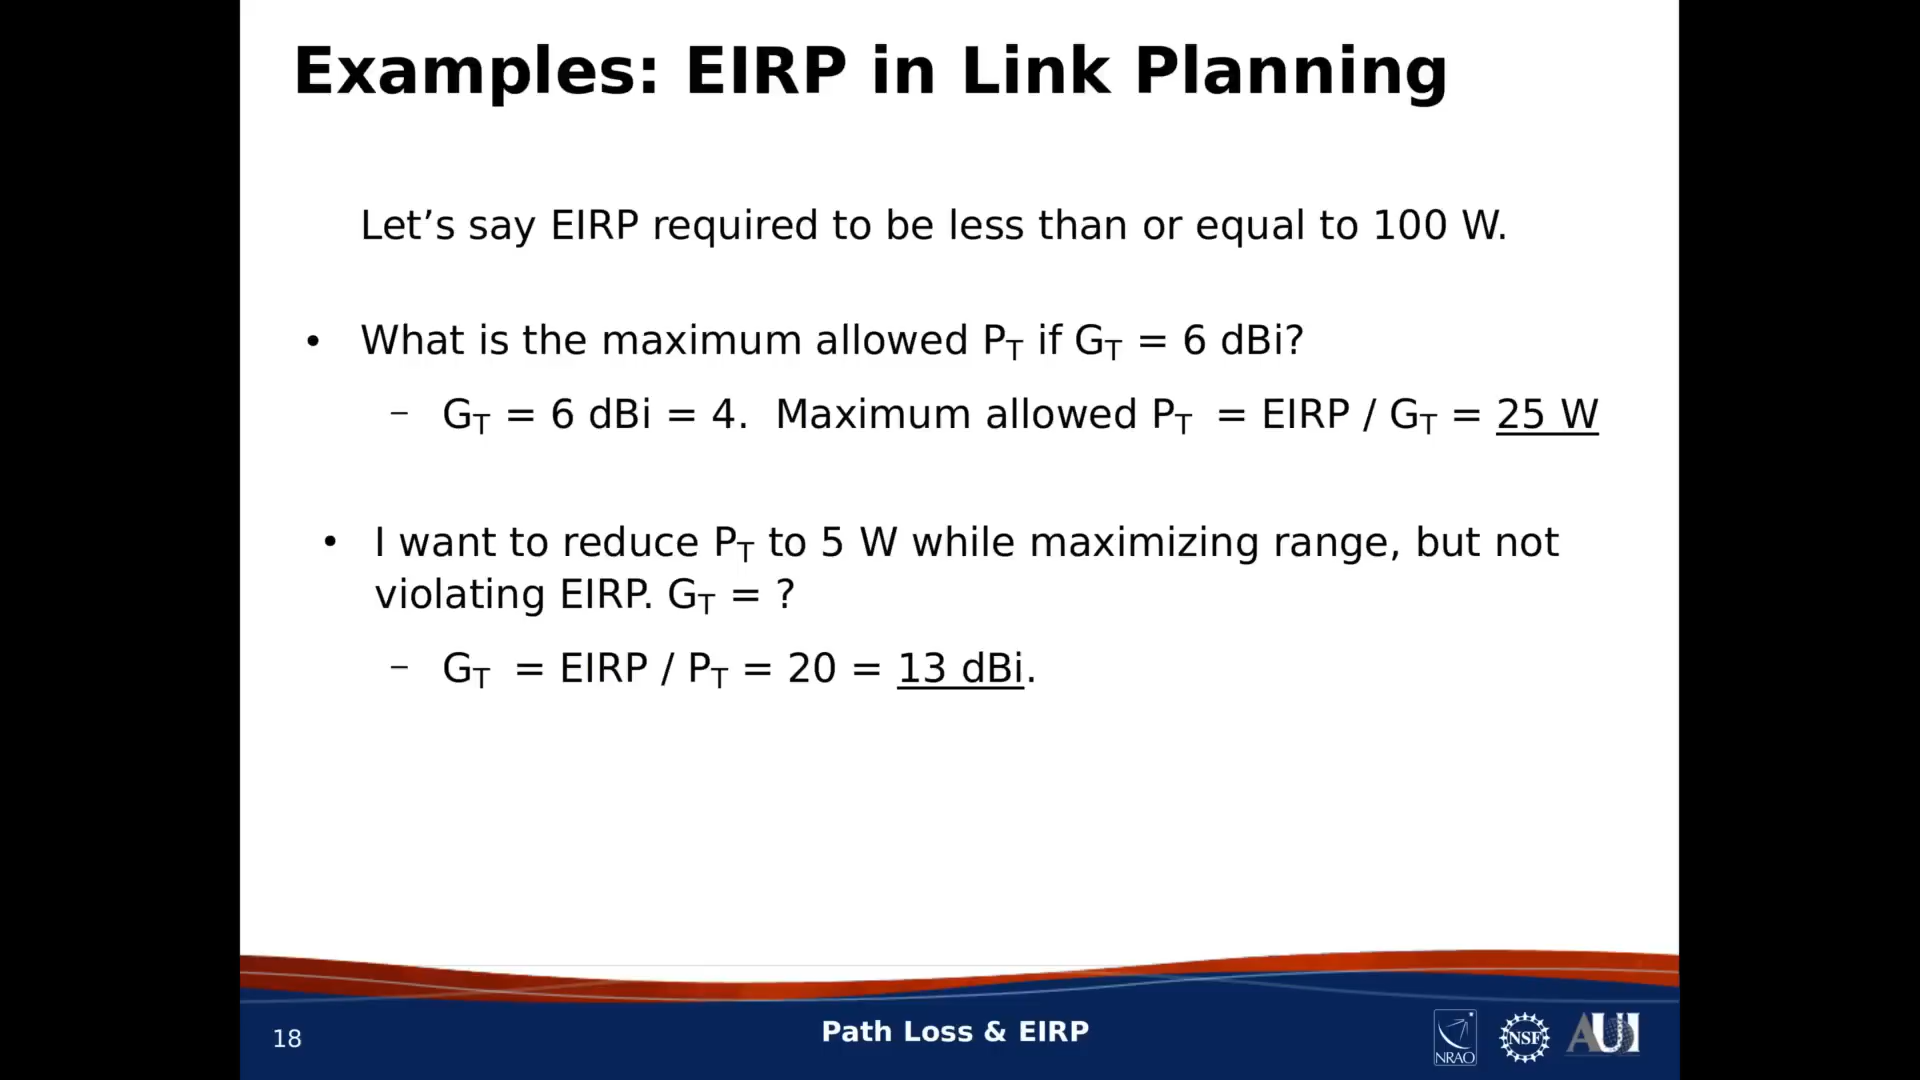 Examples: EIRP in Link Planning
Let’s say EIRP required to be less than or equal to 100 W.
• What is the maximum allowed PT if GT = 6 dBi?
– GT = 6 dBi = 4. Maximum allowed PT = EIRP / GT = 25 W
• I want to reduce PT to 5 W while maximizing range, but not
violating EIRP. GT = ?
– GT = EIRP / PT = 20 = 13 dBi.
18
Path Loss & EIRP
NRAO
NSF
AUI